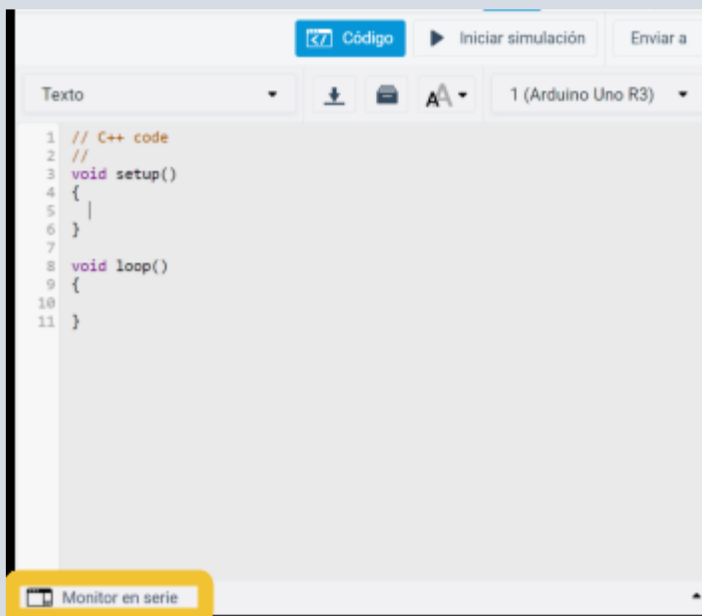 Código Iniciar simulación Enviar a
Texto 1 (Arduino Uno R3)
1 // C++ code
2 //
3 void setup()
4 {
5
6 }
7
8 void loop()
9 {
10
11 }
Monitor en serie